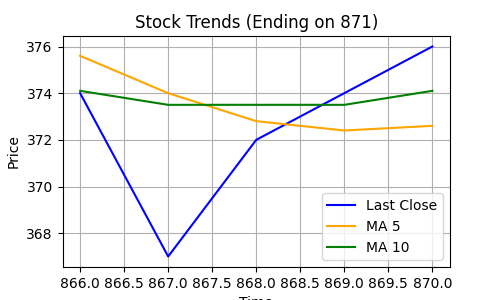 Stock Trends (Ending on 871)
376
374
372
370
368
Price
Last Close
MA 5
MA 10
866.0 866.5 867.0 867.5 868.0 868.5 869.0 869.5 870.0
Time